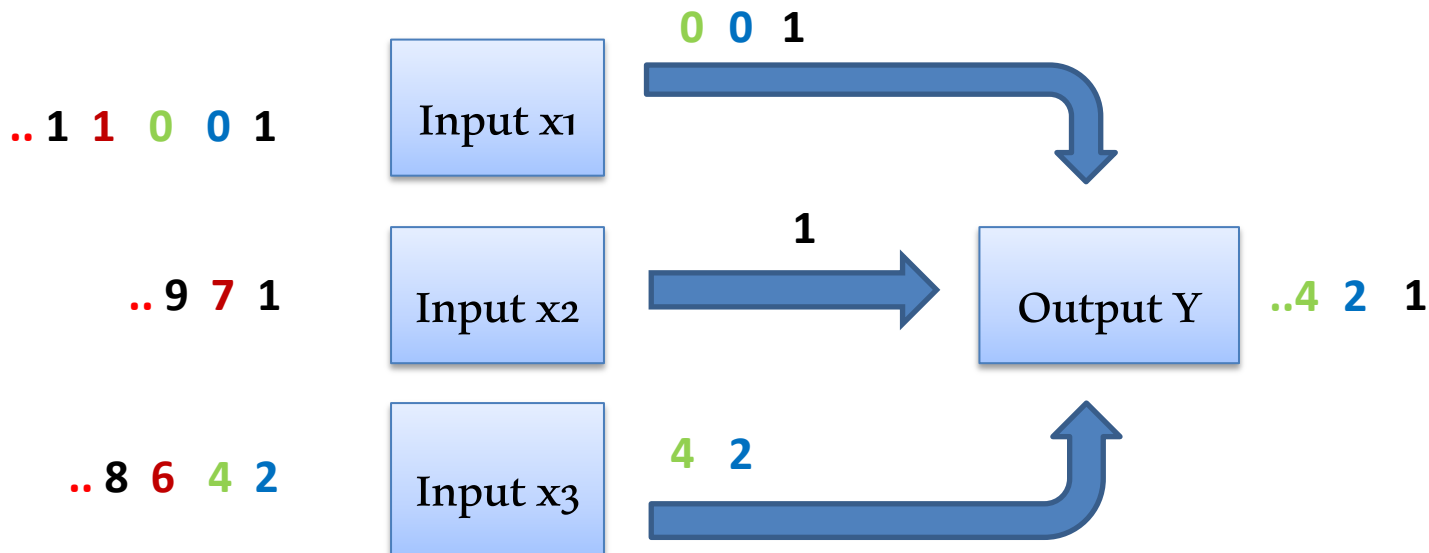 0 0 1
.. 1 1 0 0 1
Input x1
1
.. 9 7 1
Input x2
Output Y
..4 2 1
4 2
.. 8 6 4 2
Input x3